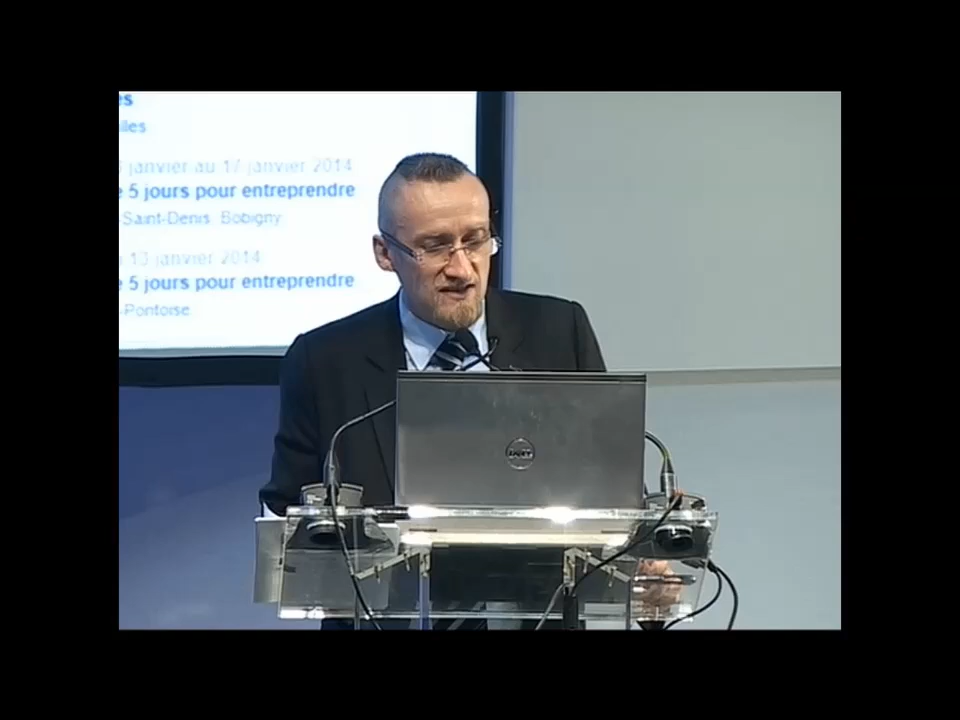 es
lles
janvier au 17 janvier 2014
e 5 jours pour entreprendre
-Saint-Denis Bobigny
13 janvier 2014
e 5 jours pour entreprendre
-Pontoise
DELL